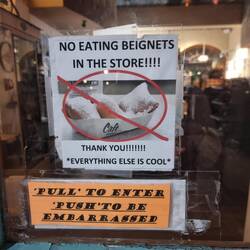 NO EATING BEIGNETS
IN THE STORE!!!!
Café
THANK YOU!!!!!!!
*EVERYTHING ELSE IS COOL*
'PULL' TO ENTER
'PUSH' TO BE
EMBARRASSED